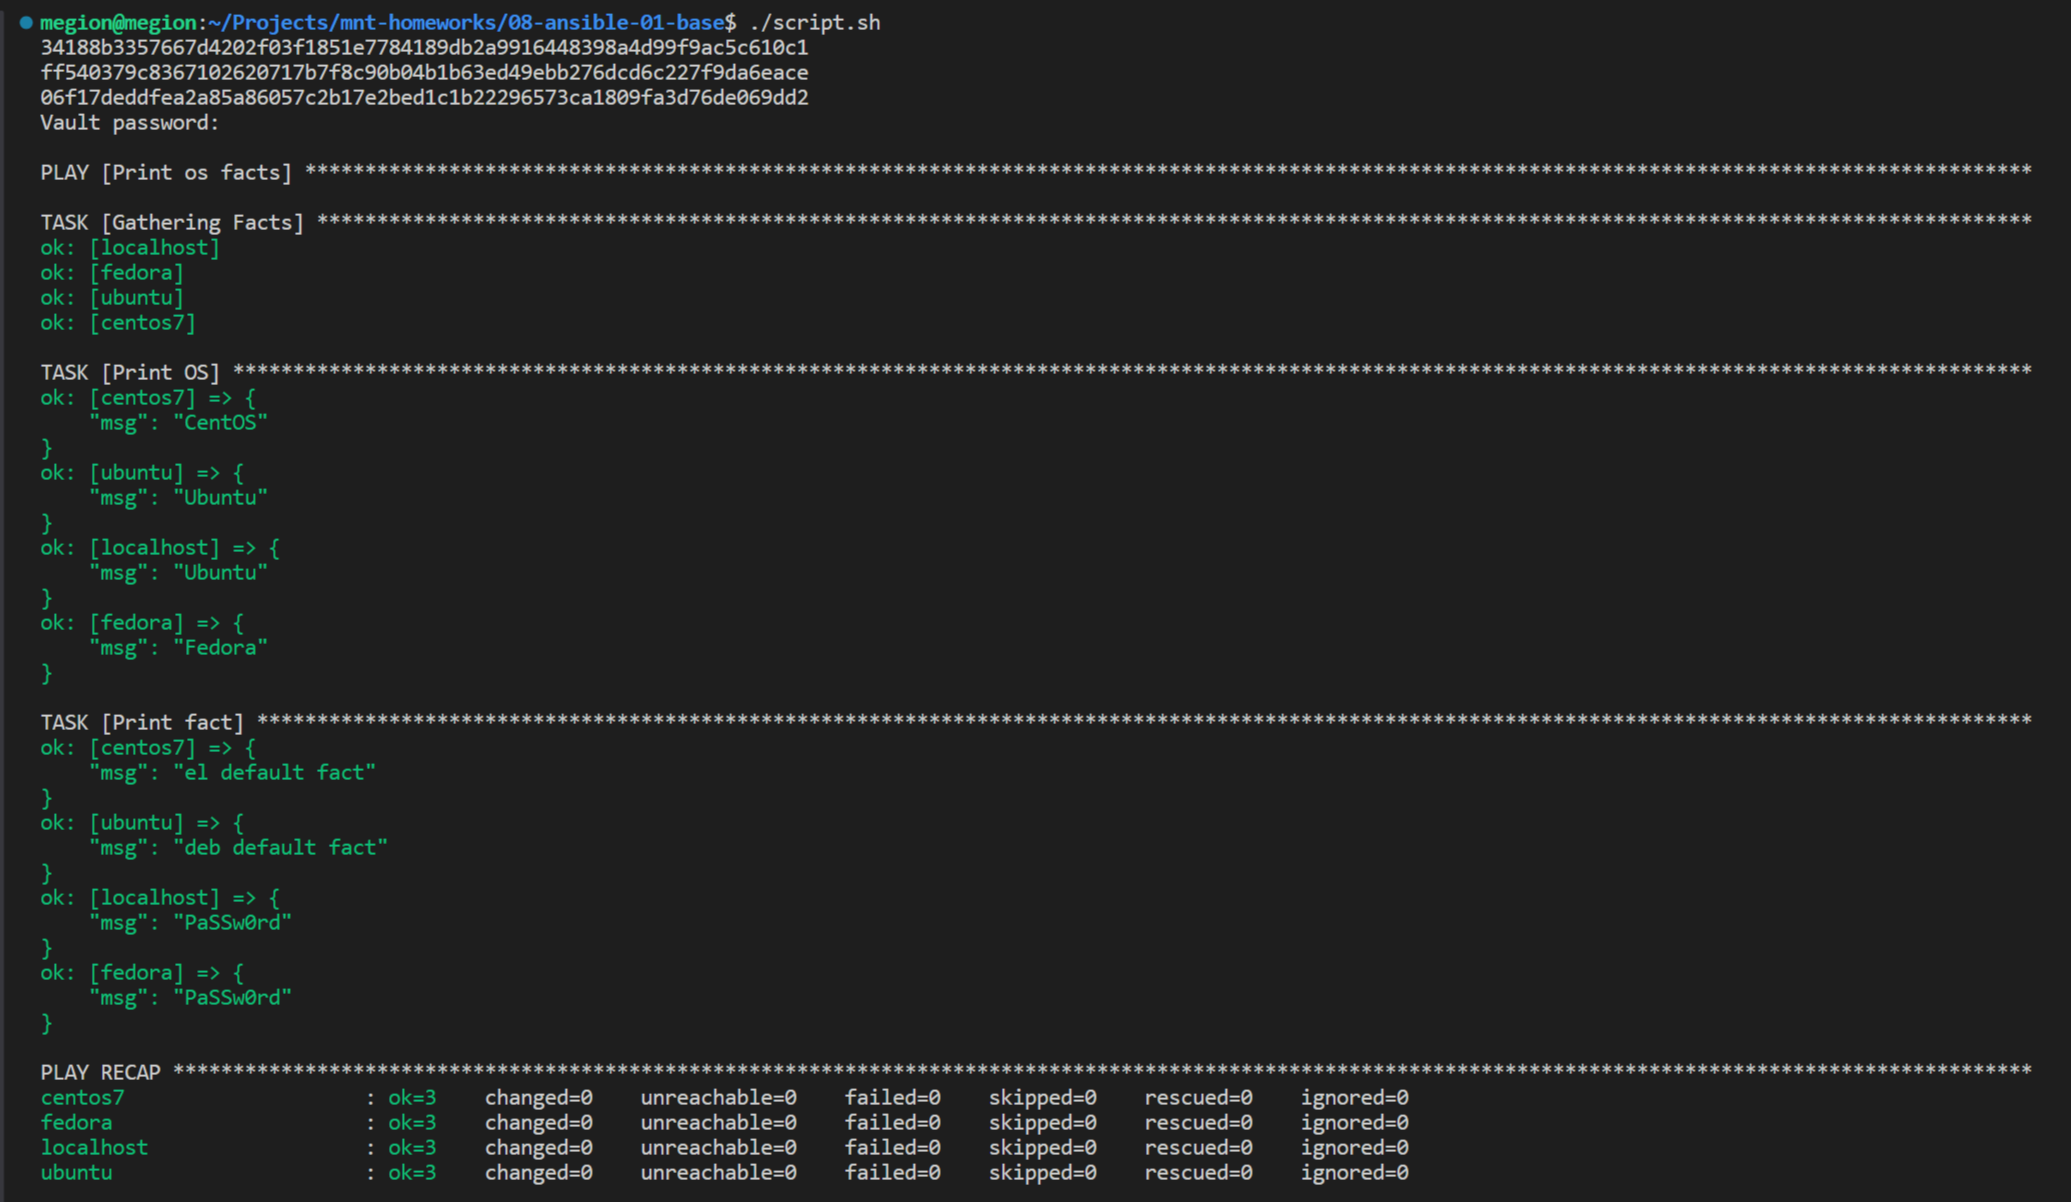 megion@megion:~/Projects/mnt-homeworks/08-ansible-01-base$ ./script.sh
34188b3357667d4202f03f1851e7784189db2a9916448398a4d99f9ac5c610c1
ff540379c8367102620717b7f8c90b04b1b63ed49ebb276dcd6c227f9da6eace
06f17deddfea2a85a86057c2b17e2bed1c1b22296573ca1809fa3d76de069dd2
Vault password:
PLAY [Print os facts] ************************************************************************************************************************************************
TASK [Gathering Facts] ***********************************************************************************************************************************************
ok: [localhost]
ok: [fedora]
ok: [ubuntu]
ok: [centos7]
TASK [Print OS] ******************************************************************************************************************************************************
ok: [centos7] => {
    "msg": "CentOS"
}
ok: [ubuntu] => {
    "msg": "Ubuntu"
}
ok: [localhost] => {
    "msg": "Ubuntu"
}
ok: [fedora] => {
    "msg": "Fedora"
}
TASK [Print fact] ****************************************************************************************************************************************************
ok: [centos7] => {
    "msg": "el default fact"
}
ok: [ubuntu] => {
    "msg": "deb default fact"
}
ok: [localhost] => {
    "msg": "PaSSw0rd"
}
ok: [fedora] => {
    "msg": "PaSSw0rd"
}
PLAY RECAP ***********************************************************************************************************************************************************
centos7                    : ok=3    changed=0    unreachable=0    failed=0    skipped=0    rescued=0    ignored=0
fedora                     : ok=3    changed=0    unreachable=0    failed=0    skipped=0    rescued=0    ignored=0
localhost                  : ok=3    changed=0    unreachable=0    failed=0    skipped=0    rescued=0    ignored=0
ubuntu                     : ok=3    changed=0    unreachable=0    failed=0    skipped=0    rescued=0    ignored=0